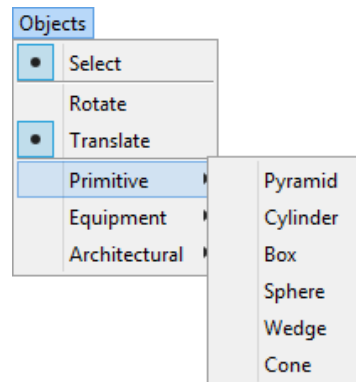 Objects
Select
Rotate
Translate
Primitive
Equipment
Architectural
Pyramid
Cylinder
Box
Sphere
Wedge
Cone